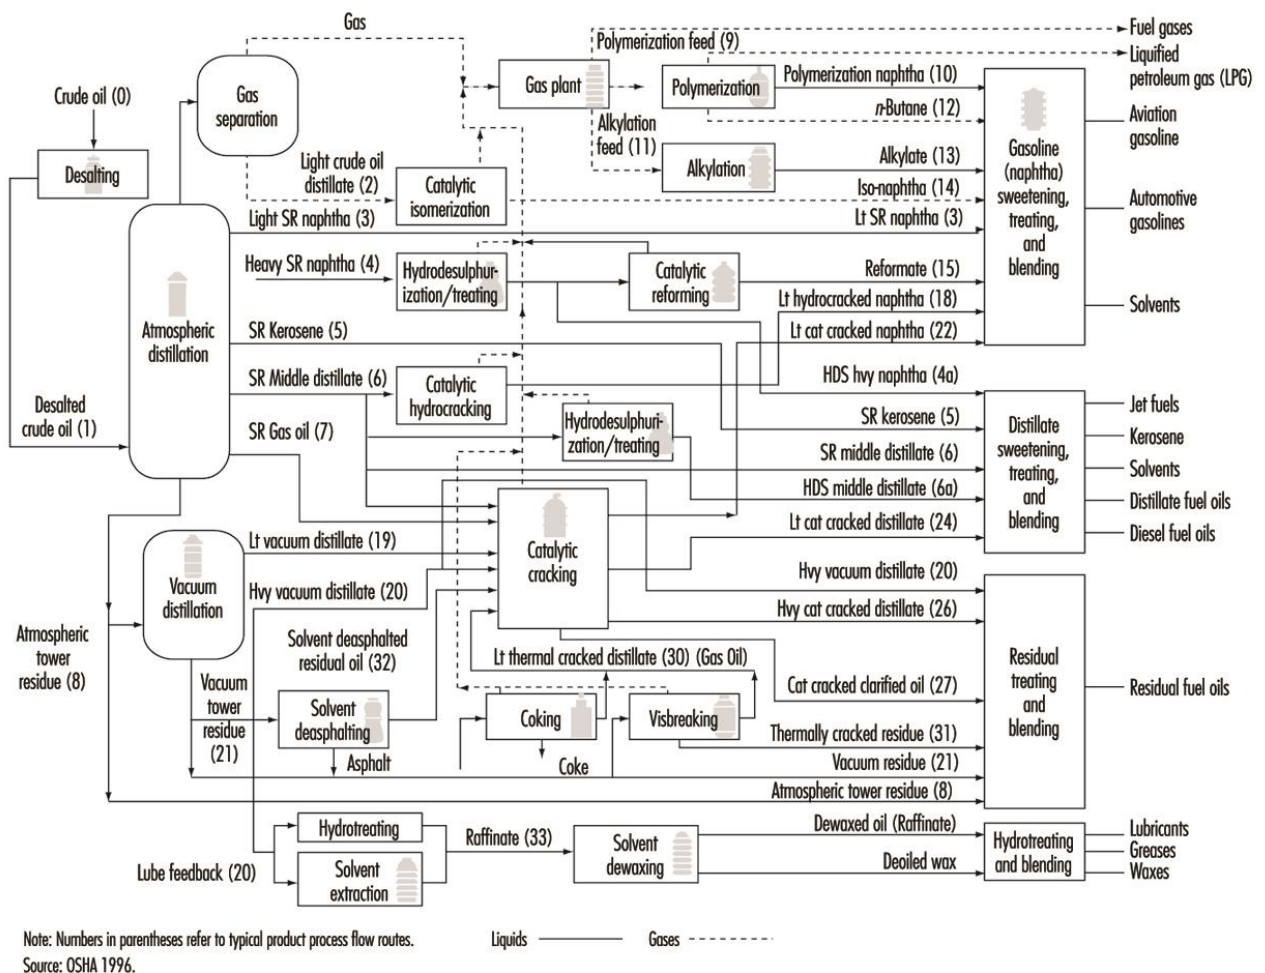 Gas
Fuel gases
Polymerization feed (9)
Liquified
petroleum gas (LPG)
Crude oil (0)
Gas
separation
Gas plant
Polymerization
Polymerization naphtha (10)
n-Butane (12)
Aviation
gasoline
Desalting
Alkylation
feed (11)
Light crude oil
distillate (2)
Catalytic
isomerization
Alkylation
Alkylate (13)
Iso-naphtha (14)
Gasoline
(naphtha)
sweetening,
treating,
and
blending
Automotive
gasolines
Light SR naphtha (3)
Lt SR naphtha (3)
Heavy SR naphtha (4)
Hydrodesulphur-
ization/treating
Catalytic
reforming
Reformate (15)
Lt hydrocracked naphtha (18)
Solvents
Atmospheric
distillation
SR Kerosene (5)
Lt cat cracked naphtha (22)
SR Middle distillate (6)
Catalytic
hydrocracking
HDS hvy naphtha (4a)
Jet fuels
Desalted
crude oil (1)
SR Gas oil (7)
Hydrodesulphuri-
zation/treating
SR kerosene (5)
Distillate
sweetening,
treating,
and
blending
Kerosene
SR middle distillate (6)
Solvents
HDS middle distillate (6a)
Distillate fuel oils
Lt cat cracked distillate (24)
Diesel fuel oils
Catalytic
cracking
Lt vacuum distillate (19)
Vacuum
distillation
Hvy vacuum distillate (20)
Hvy vacuum distillate (20)
Hvy cat cracked distillate (26)
Atmospheric
tower
residue (8)
Solvent deasphalted
residual oil (32)
Lt thermal cracked distillate (30) (Gas Oil)
Residual
treating
and
blending
Vacuum
tower
residue
(21)
Solvent
deasphalting
Coking
Visbreaking
Cat cracked clarified oil (27)
Residual fuel oils
Thermally cracked residue (31)
Asphalt
Coke
Vacuum residue (21)
Atmospheric tower residue (8)
Hydrotreating
Raffinate (33)
Solvent
dewaxing
Dewaxed oil (Raffinate)
Hydrotreating
and blending
Lubricants
Greases
Waxes
Lube feedback (20)
Solvent
extraction
Deoiled wax
Note: Numbers in parentheses refer to typical product process flow routes.
Liquids
Gases
Source: OSHA 1996.